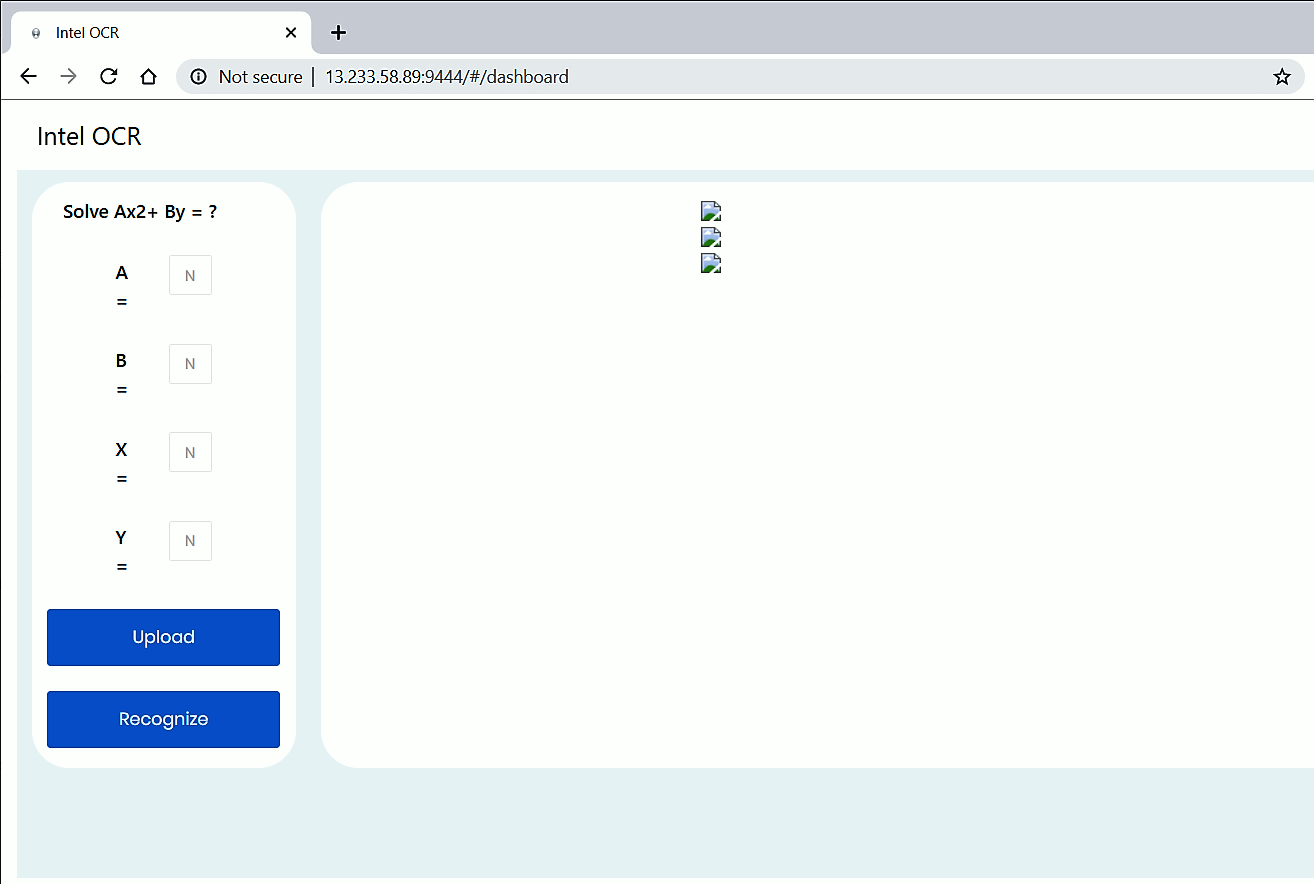 Intel OCR
Not secure | 13.233.58.89:9444/#/dashboard
Intel OCR
Solve Ax2+ By = ?
A
=
N
B
=
N
X
=
N
Y
=
N
Upload
Recognize